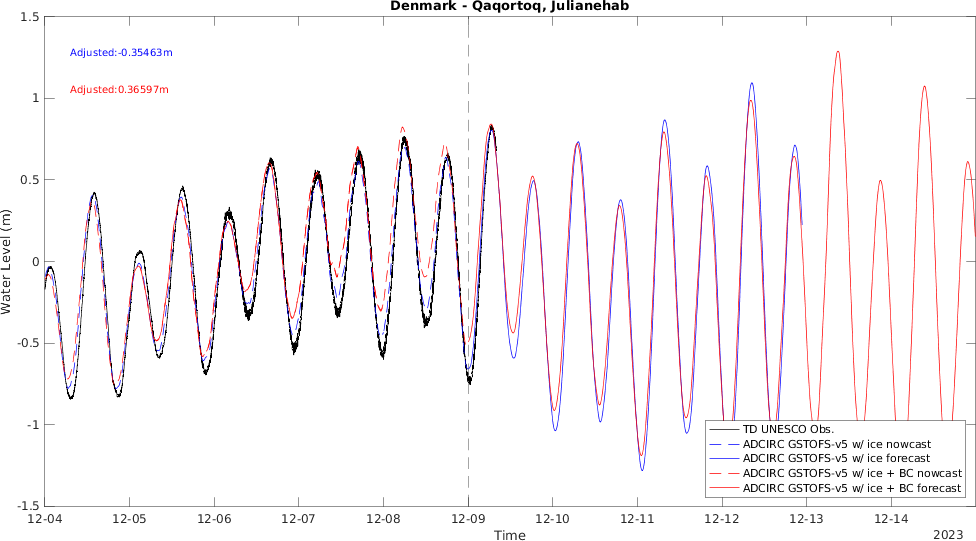 Denmark - Qaqortoq, Julianehab
1.5
1
0.5
0
-0.5
-1
-1.5
Water Level (m)
Adjusted:-0.35463m
Adjusted:0.36597m
TD UNESCO Obs.
ADCIRC GSTOFS-v5 w/ ice nowcast
ADCIRC GSTOFS-v5 w/ ice forecast
ADCIRC GSTOFS-v5 w/ ice + BC nowcast
ADCIRC GSTOFS-v5 w/ ice + BC forecast
12-04 12-05 12-06 12-07 12-08 12-09 12-10 12-11 12-12 12-13 12-14
Time
2023